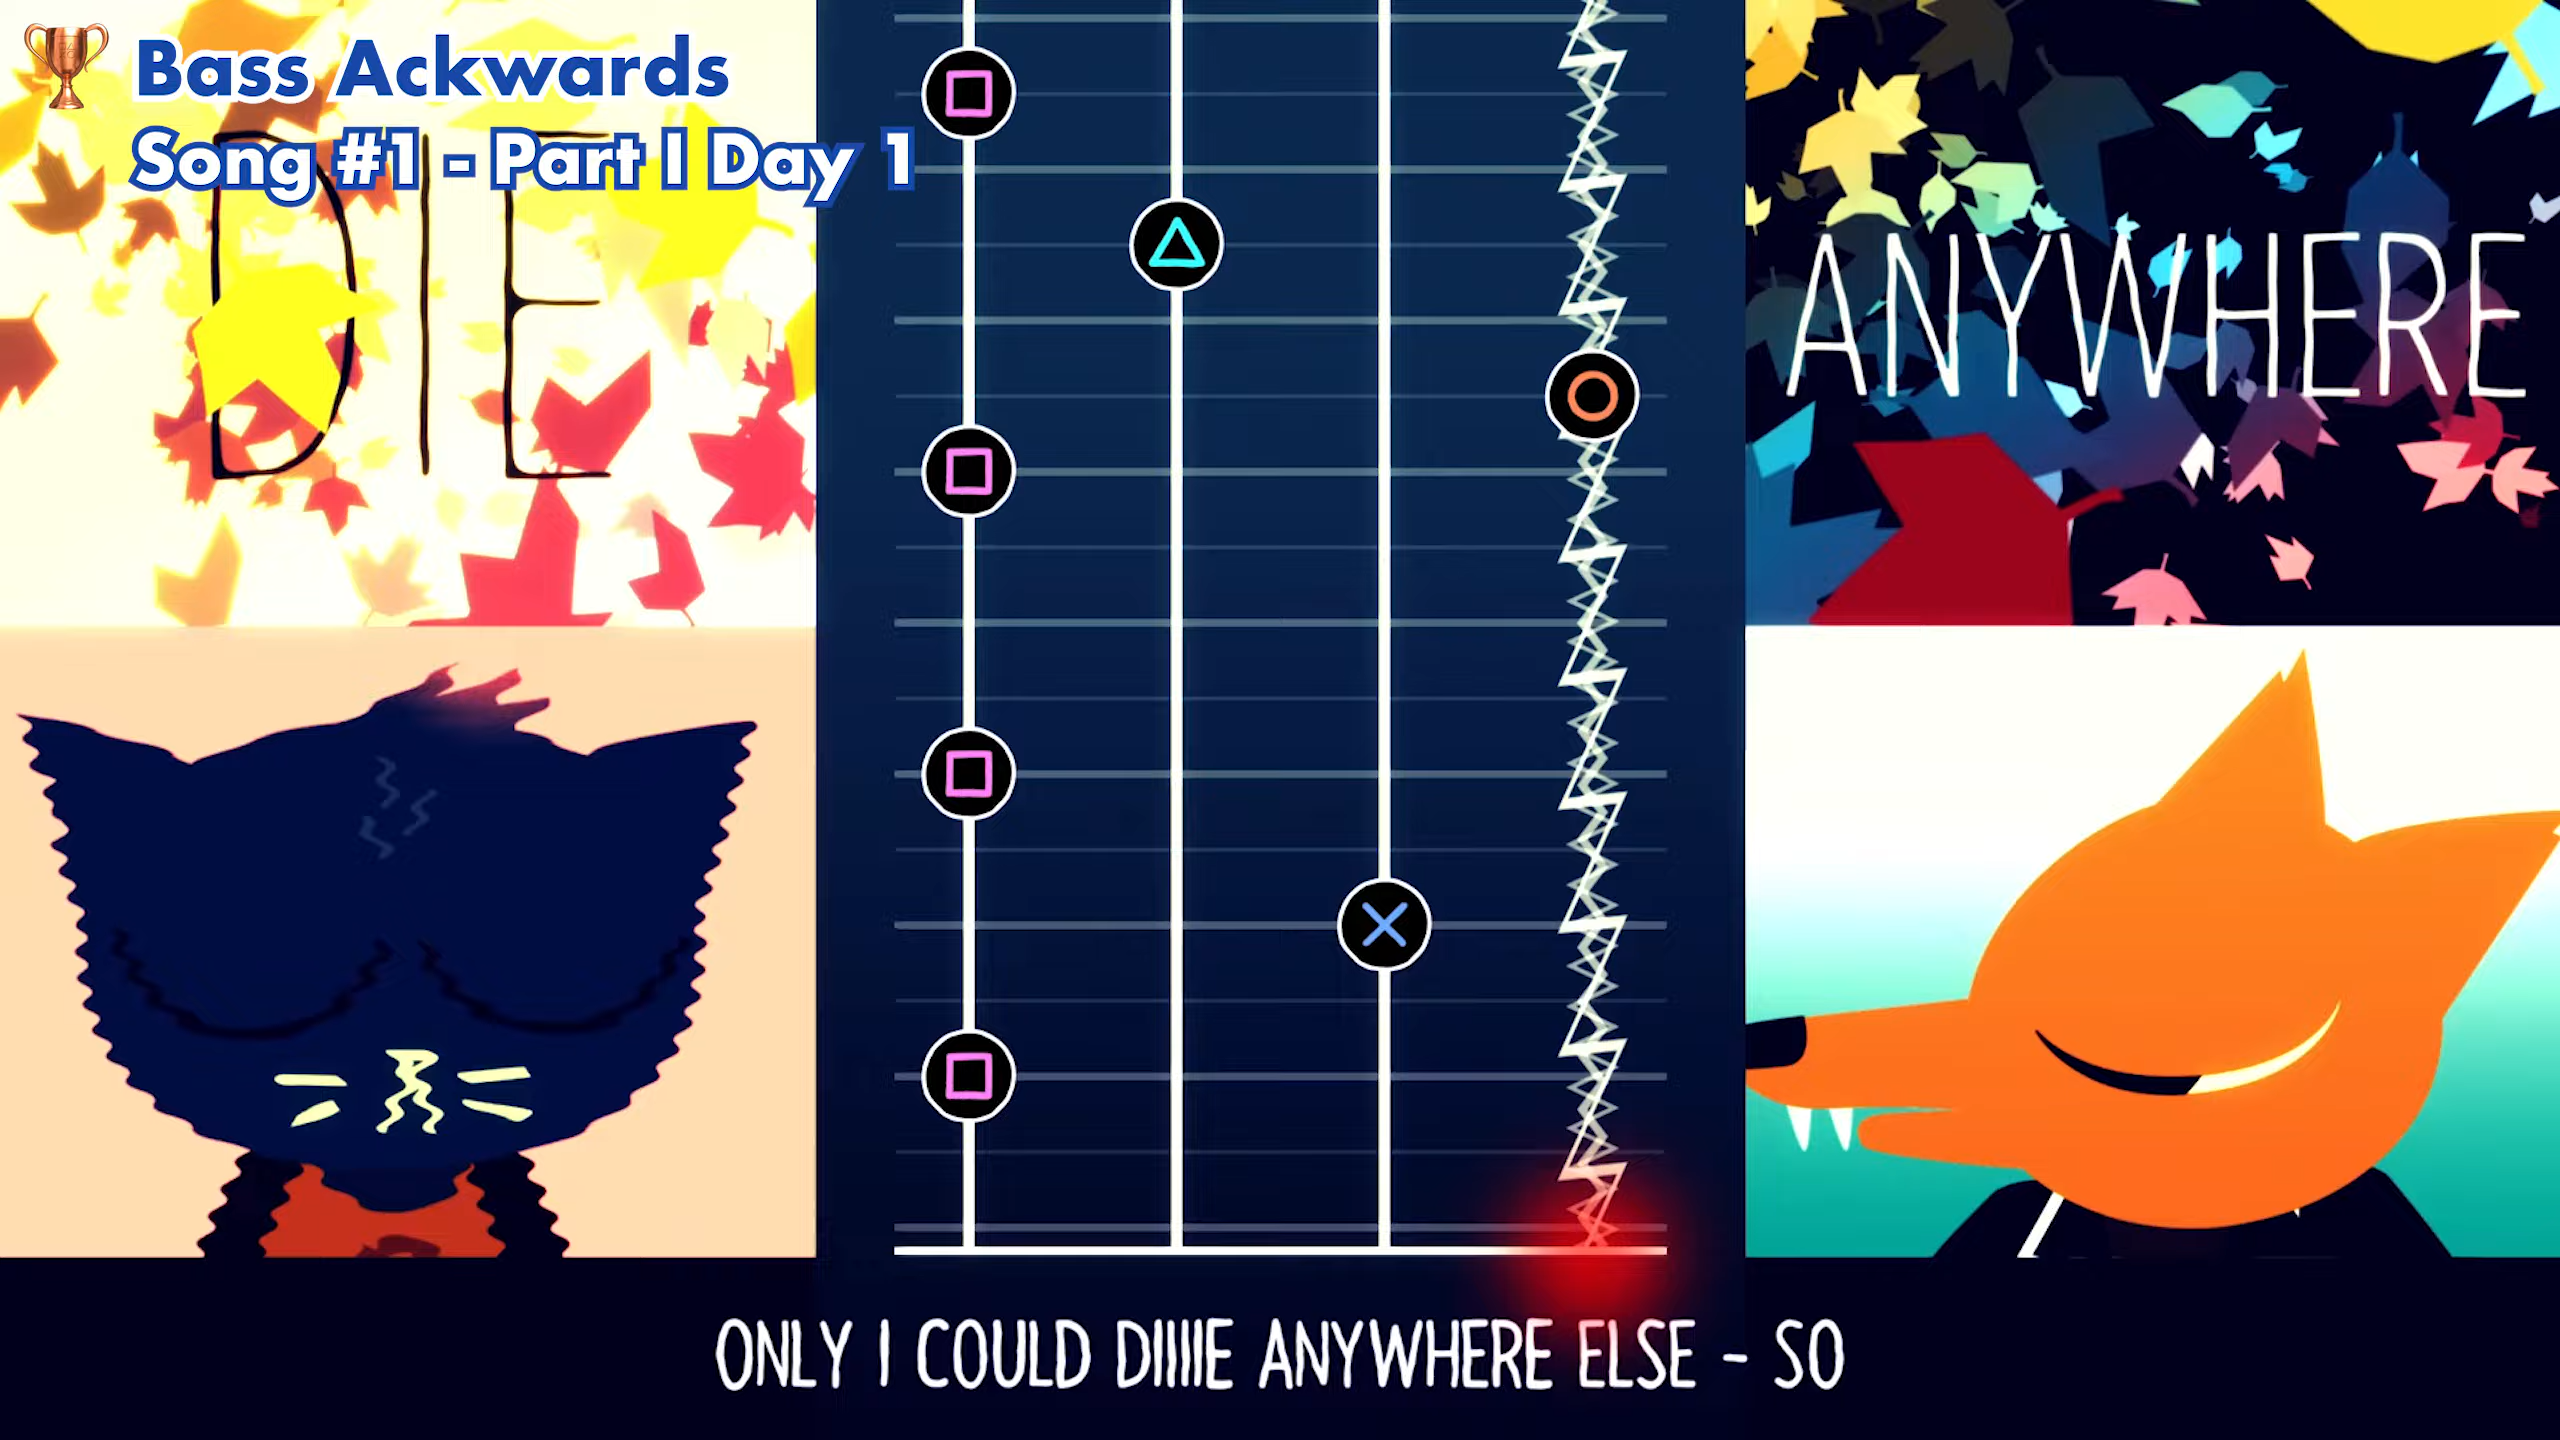 Bass Ackwards
Song #1 - Part I Day 1
DIE
ANYWHERE
ONLY I COULD DIIIIE ANYWHERE ELSE - SO